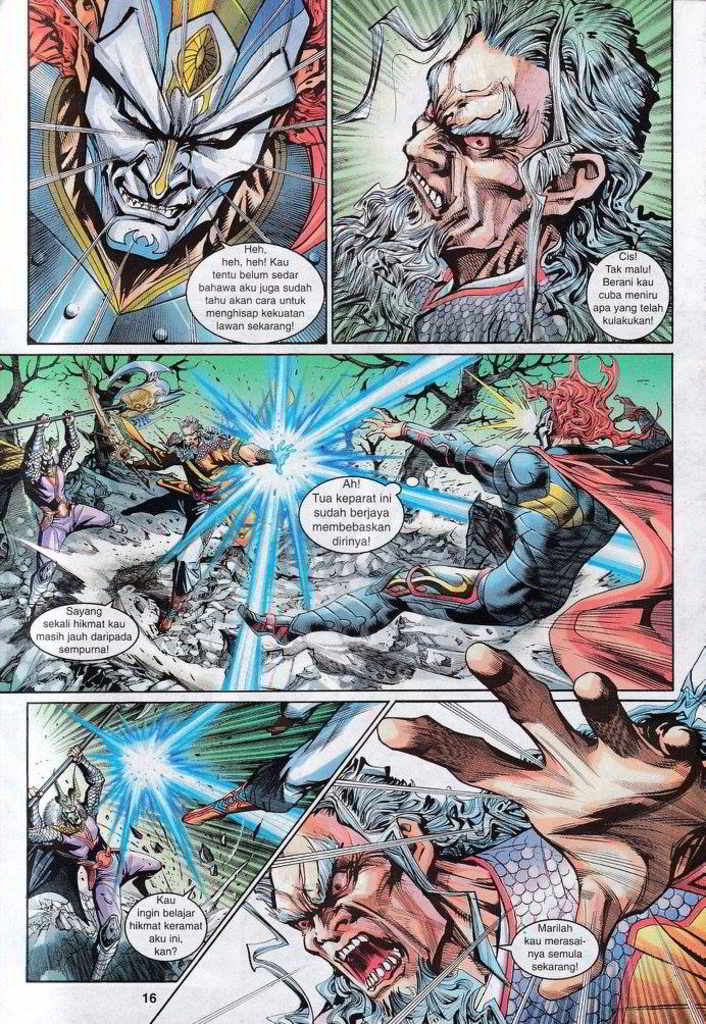 Heh,
heh, heh! Kau
tentu belum sedar
bahawa aku juga sudah
tahu akan cara untuk
menghisap kekuatan
lawan sekarang!
Cis!
Tak malu!
Berani kau
cuba meniru
apa yang telah
kulakukan!
Ah!
Tua keparat ini
sudah berjaya
membebaskan
dirinya!
Sayang
sekali hikmat kau
masih jauh daripada
sempurna!
Kau
ingin belajar
hikmat keramat
aku ini,
kan?
Marilah
kau merasai-
nya semula
sekarang!
16